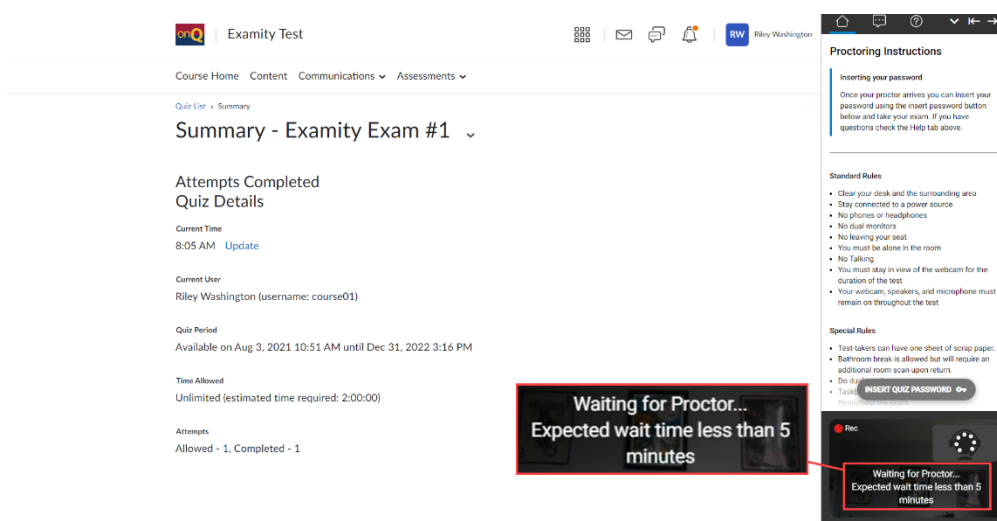 onQ
Examity Test
RW
Riley Washington
Course Home Content Communications Assessments
Quiz List › Summary
Summary - Examity Exam #1
Attempts Completed
Quiz Details
Current Time
8:05 AM Update
Current User
Riley Washington (username: course01)
Quiz Period
Available on Aug 3, 2021 10:51 AM until Dec 31, 2022 3:16 PM
Time Allowed
Unlimited (estimated time required: 2:00:00)
Attempts
Allowed - 1, Completed - 1
Waiting for Proctor...
Expected wait time less than 5
minutes
Proctoring Instructions
Inserting your password
Once your proctor arrives you can insert your
password using the insert password button
below and take your exam. If you have
questions check the Help tab above.
Standard Rules
• Clear your desk and the surrounding area
• Stay connected to a power source
• No phones or headphones
• No dual monitors
• No leaving your seat
• You must be alone in the room
• No Talking
• You must stay in view of the webcam for the
duration of the test
• Your webcam, speakers, and microphone must
remain on throughout the test
Special Rules
• Test-takers can have one sheet of scrap paper.
• Bathroom break is allowed but will require an
additional room scan upon return.
• Do
INSERT QUIZ PASSWORD
throughout the exam
Rec
Waiting for Proctor...
Expected wait time less than 5
minutes